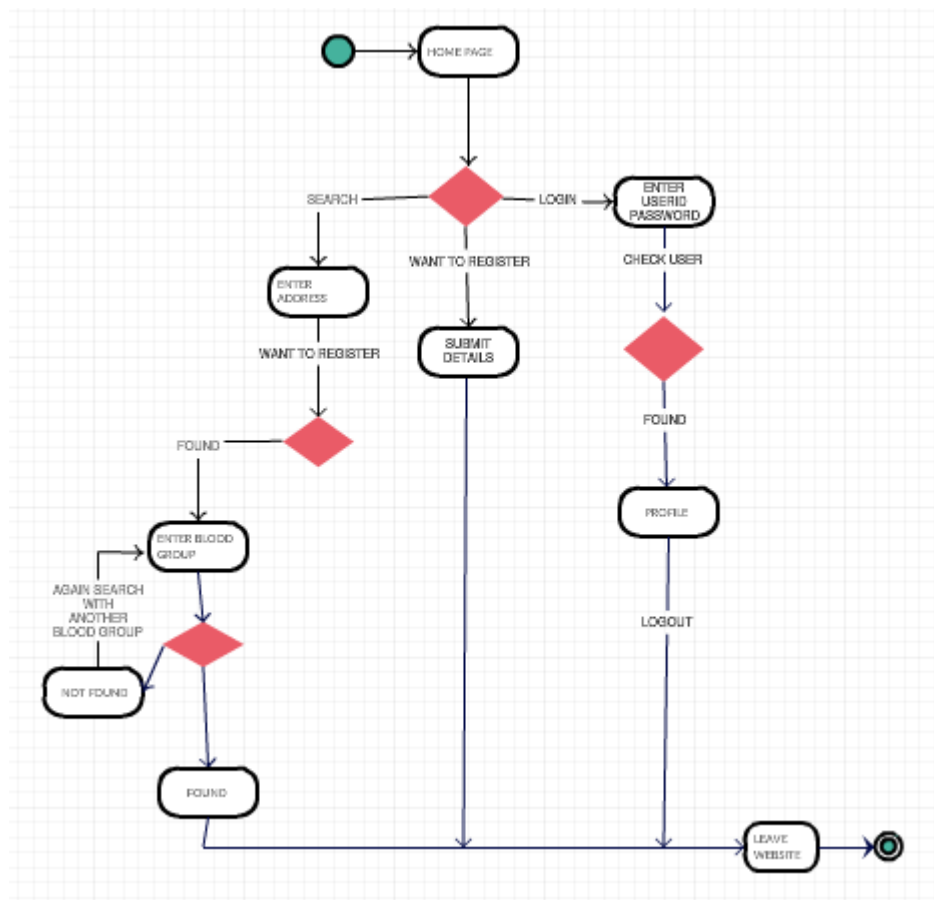 HOME PAGE
SEARCH
LOGIN
ENTER
USERID
PASSWORD
WANT TO REGISTER
CHECK USER
ENTER
ADDRESS
SUBMIT
DETAILS
WANT TO REGISTER
FOUND
FOUND
PROFILE
ENTER BLOOD
GROUP
AGAIN SEARCH
WITH
ANOTHER
BLOOD GROUP
LOGOUT
NOT FOUND
FOUND
LEAVE
WEBSITE